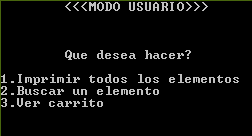 <<<MODO USUARIO>>>
Que desea hacer?
1.Imprimir todos los elementos
2.Buscar un elemento
3.Ver carrito